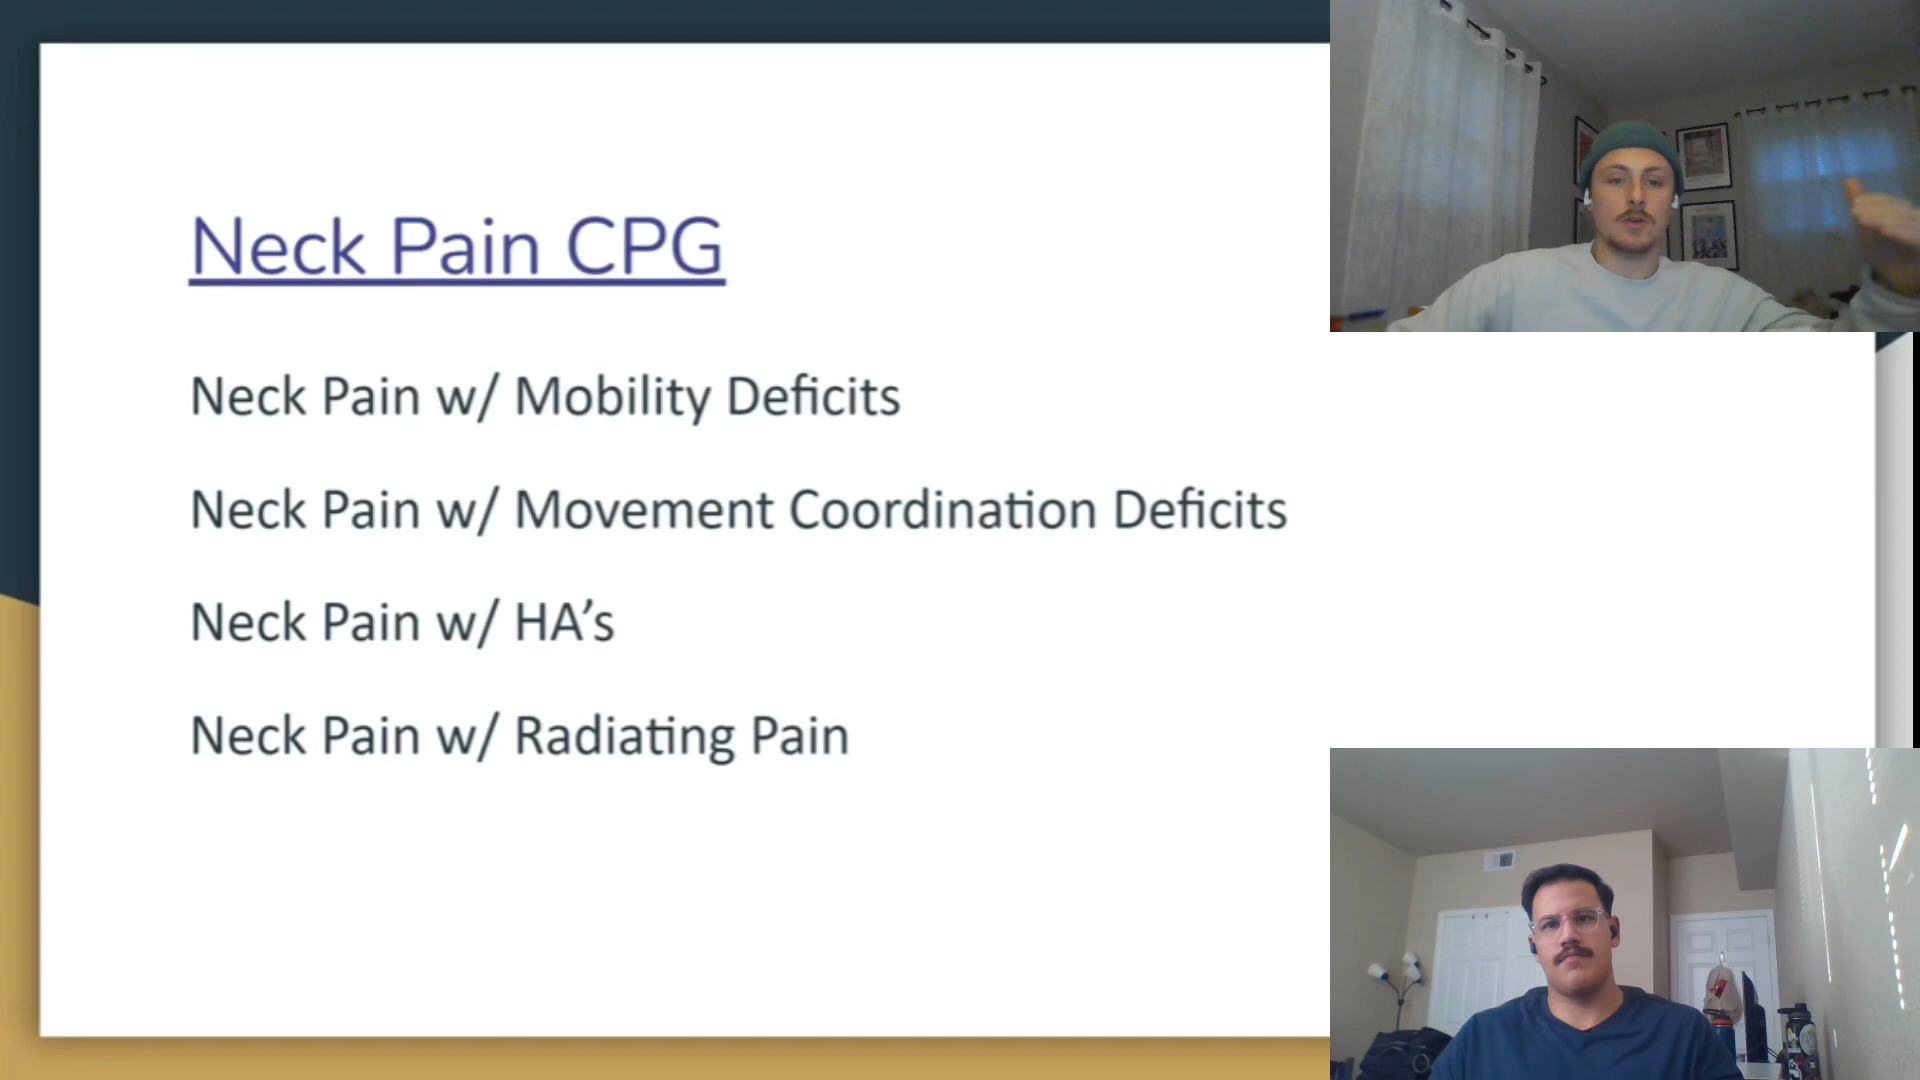 Neck Pain CPG
Neck Pain w/ Mobility Deficits
Neck Pain w/ Movement Coordination Deficits
Neck Pain w/ HA’s
Neck Pain w/ Radiating Pain